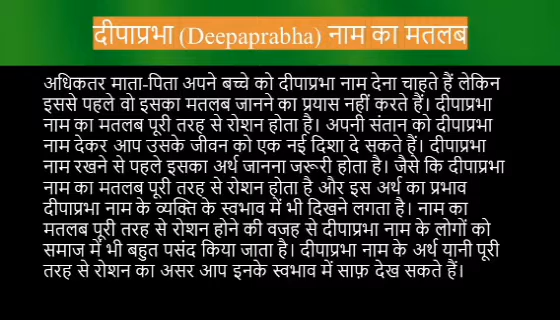 दीपाप्रभा (Deepaprabha) नाम का मतलब
अधिकतर माता-पिता अपने बच्चे को दीपाप्रभा नाम देना चाहते हैं लेकिन
इससे पहले वो इसका मतलब जानने का प्रयास नहीं करते हैं। दीपाप्रभा
नाम का मतलब पूरी तरह से रोशन होता है। अपनी संतान को दीपाप्रभा
नाम देकर आप उसके जीवन को एक नई दिशा दे सकते हैं। दीपाप्रभा
नाम रखने से पहले इसका अर्थ जानना जरूरी होता है। जैसे कि दीपाप्रभा
नाम का मतलब पूरी तरह से रोशन होता है और इस अर्थ का प्रभाव
दीपाप्रभा नाम के व्यक्ति के स्वभाव में भी दिखने लगता है। नाम का
मतलब पूरी तरह से रोशन होने की वजह से दीपाप्रभा नाम के लोगों को
समाज में भी बहुत पसंद किया जाता है। दीपाप्रभा नाम के अर्थ यानी पूरी
तरह से रोशन का असर आप इनके स्वभाव में साफ़ देख सकते हैं।